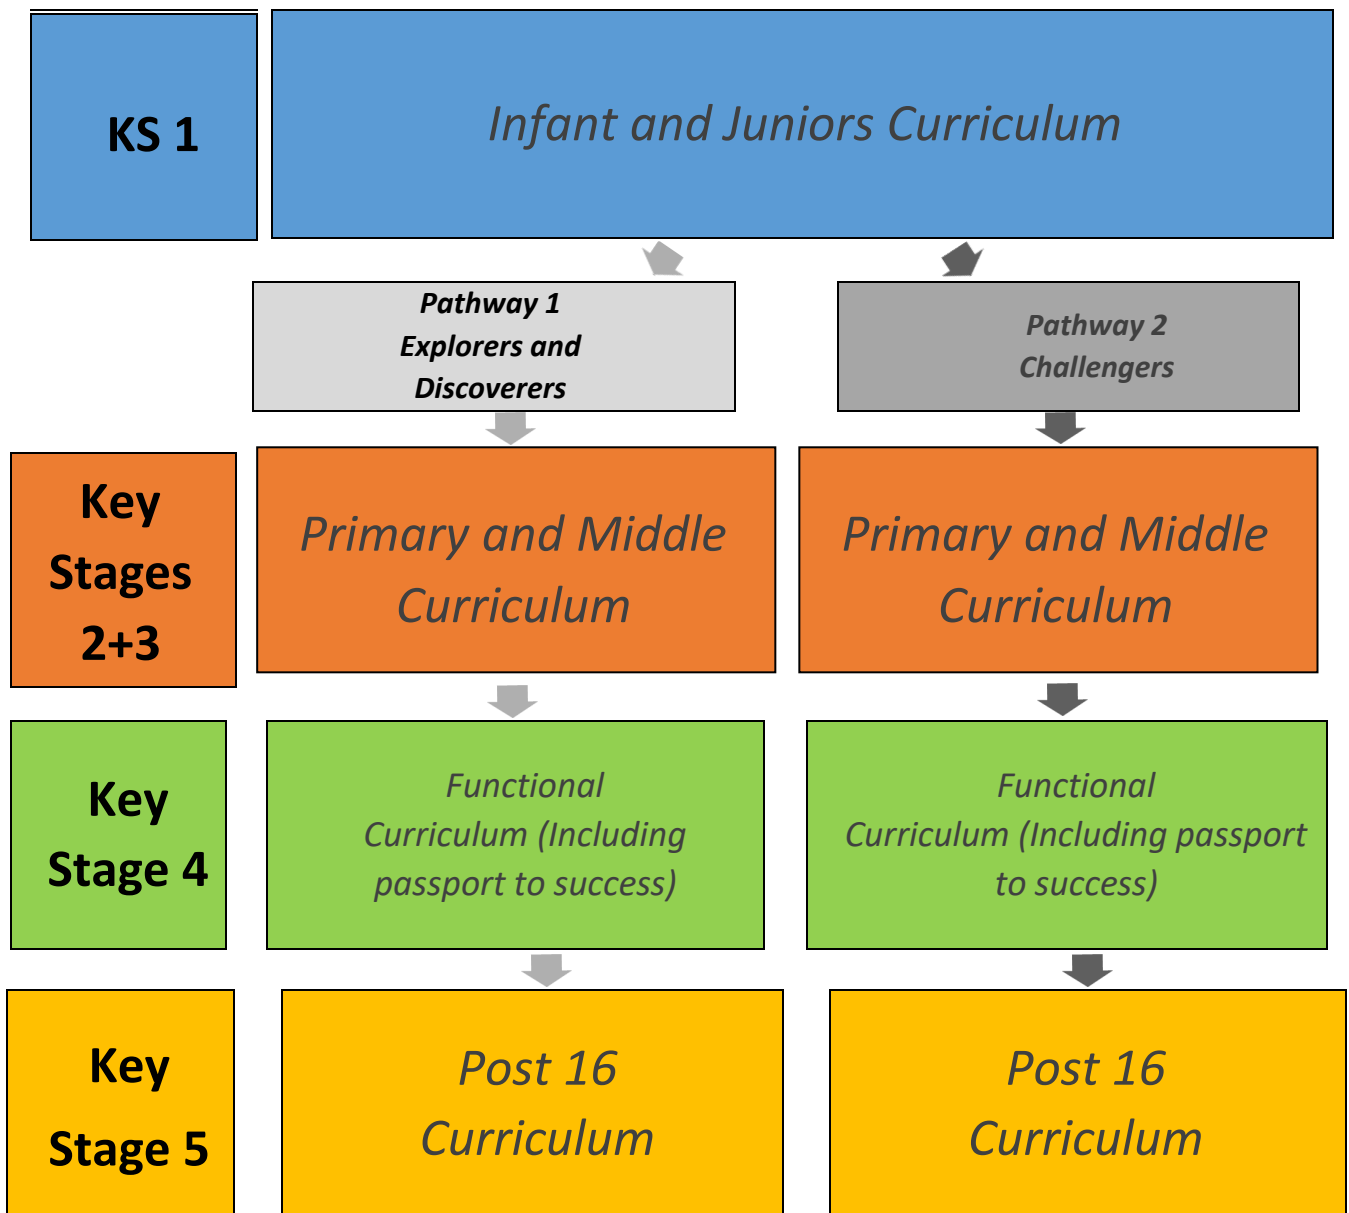 KS 1
Infant and Juniors Curriculum
Pathway 1
Explorers and
Discoverers
Pathway 2
Challengers
Key
Stages
2+3
Primary and Middle
Curriculum
Primary and Middle
Curriculum
Key
Stage 4
Functional
Curriculum (Including
passport to success)
Functional
Curriculum (Including passport
to success)
Key
Stage 5
Post 16
Curriculum
Post 16
Curriculum